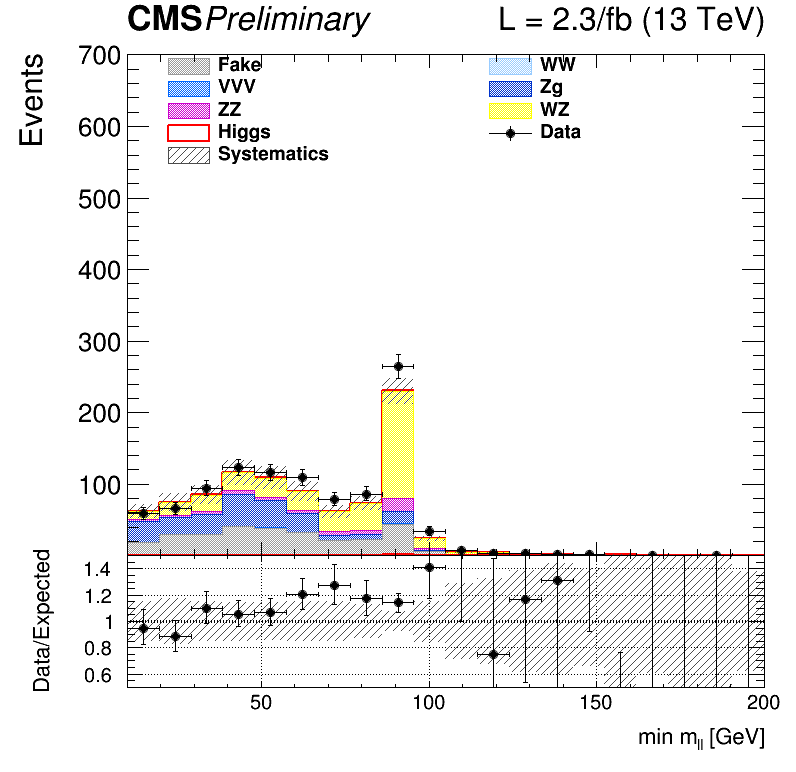 CMS Preliminary L = 2.3/fb (13 TeV)
Events
700
600
500
400
300
200
100
Fake WW
VVV Zg
ZZ WZ
Higgs Data
Systematics
Data/Expected
1.4
1.2
1
0.8
0.6
50 100 150 200
min m_ll [GeV]